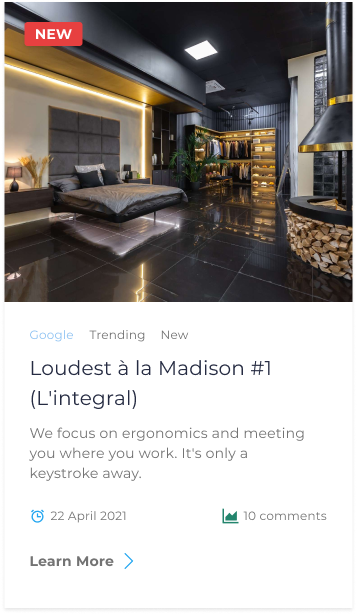 NEW
Google Trending New
Loudest à la Madison #1
(L'integral)
We focus on ergonomics and meeting
you where you work. It's only a
keystroke away.
22 April 2021 10 comments
Learn More